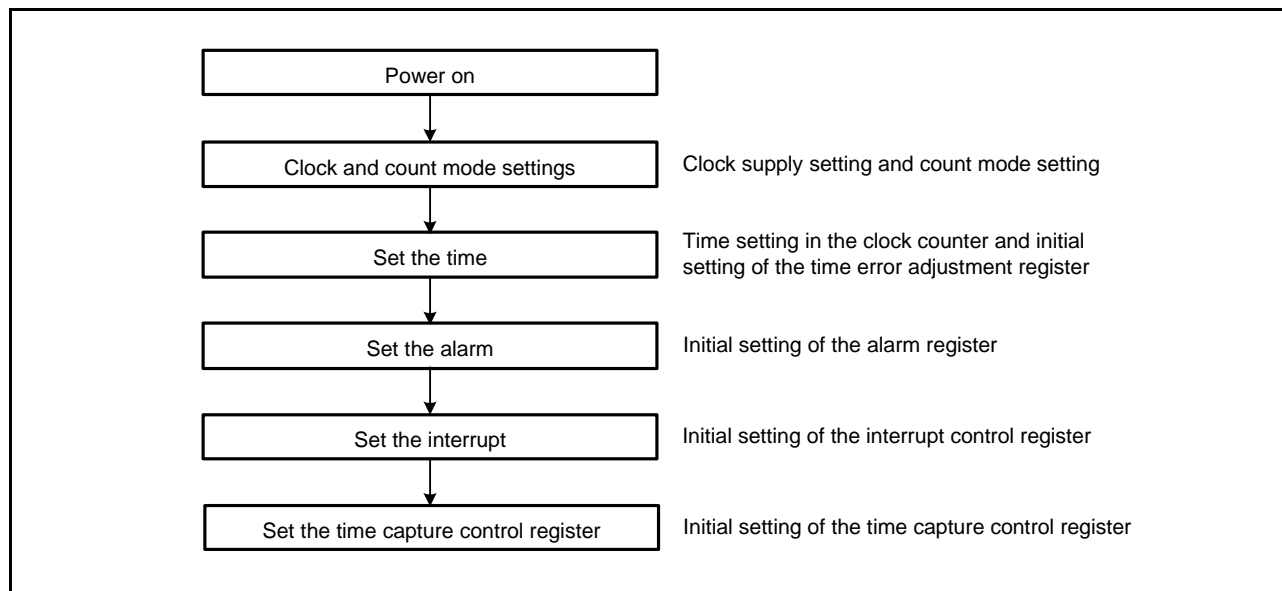 Power on
Clock and count mode settings
Clock supply setting and count mode setting
Set the time
Time setting in the clock counter and initial
setting of the time error adjustment register
Set the alarm
Initial setting of the alarm register
Set the interrupt
Initial setting of the interrupt control register
Set the time capture control register
Initial setting of the time capture control register